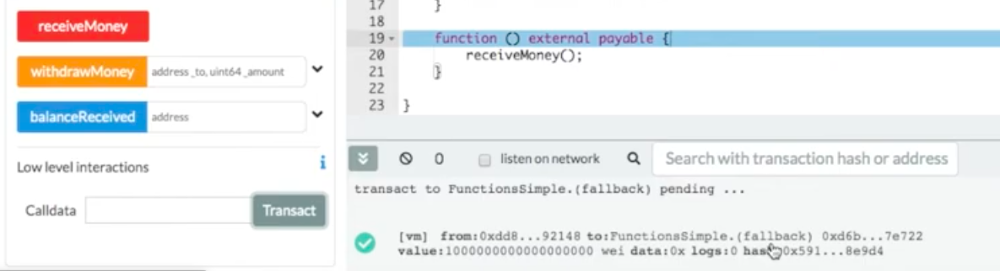 receiveMoney
withdrawMoney address _to, uint64 _amount
balanceReceived address
Low level interactions i
Calldata Transact
17 }
18
19 function () external payable {
20 receiveMoney();
21 }
22
23 }
0 listen on network Search with transaction hash or address
transact to FunctionsSimple.(fallback) pending ...
[vm] from:0xdd8...92148 to:FunctionsSimple.(fallback) 0xd6b...7e722
value:1000000000000000000 wei data:0x logs:0 0x591...8e9d4